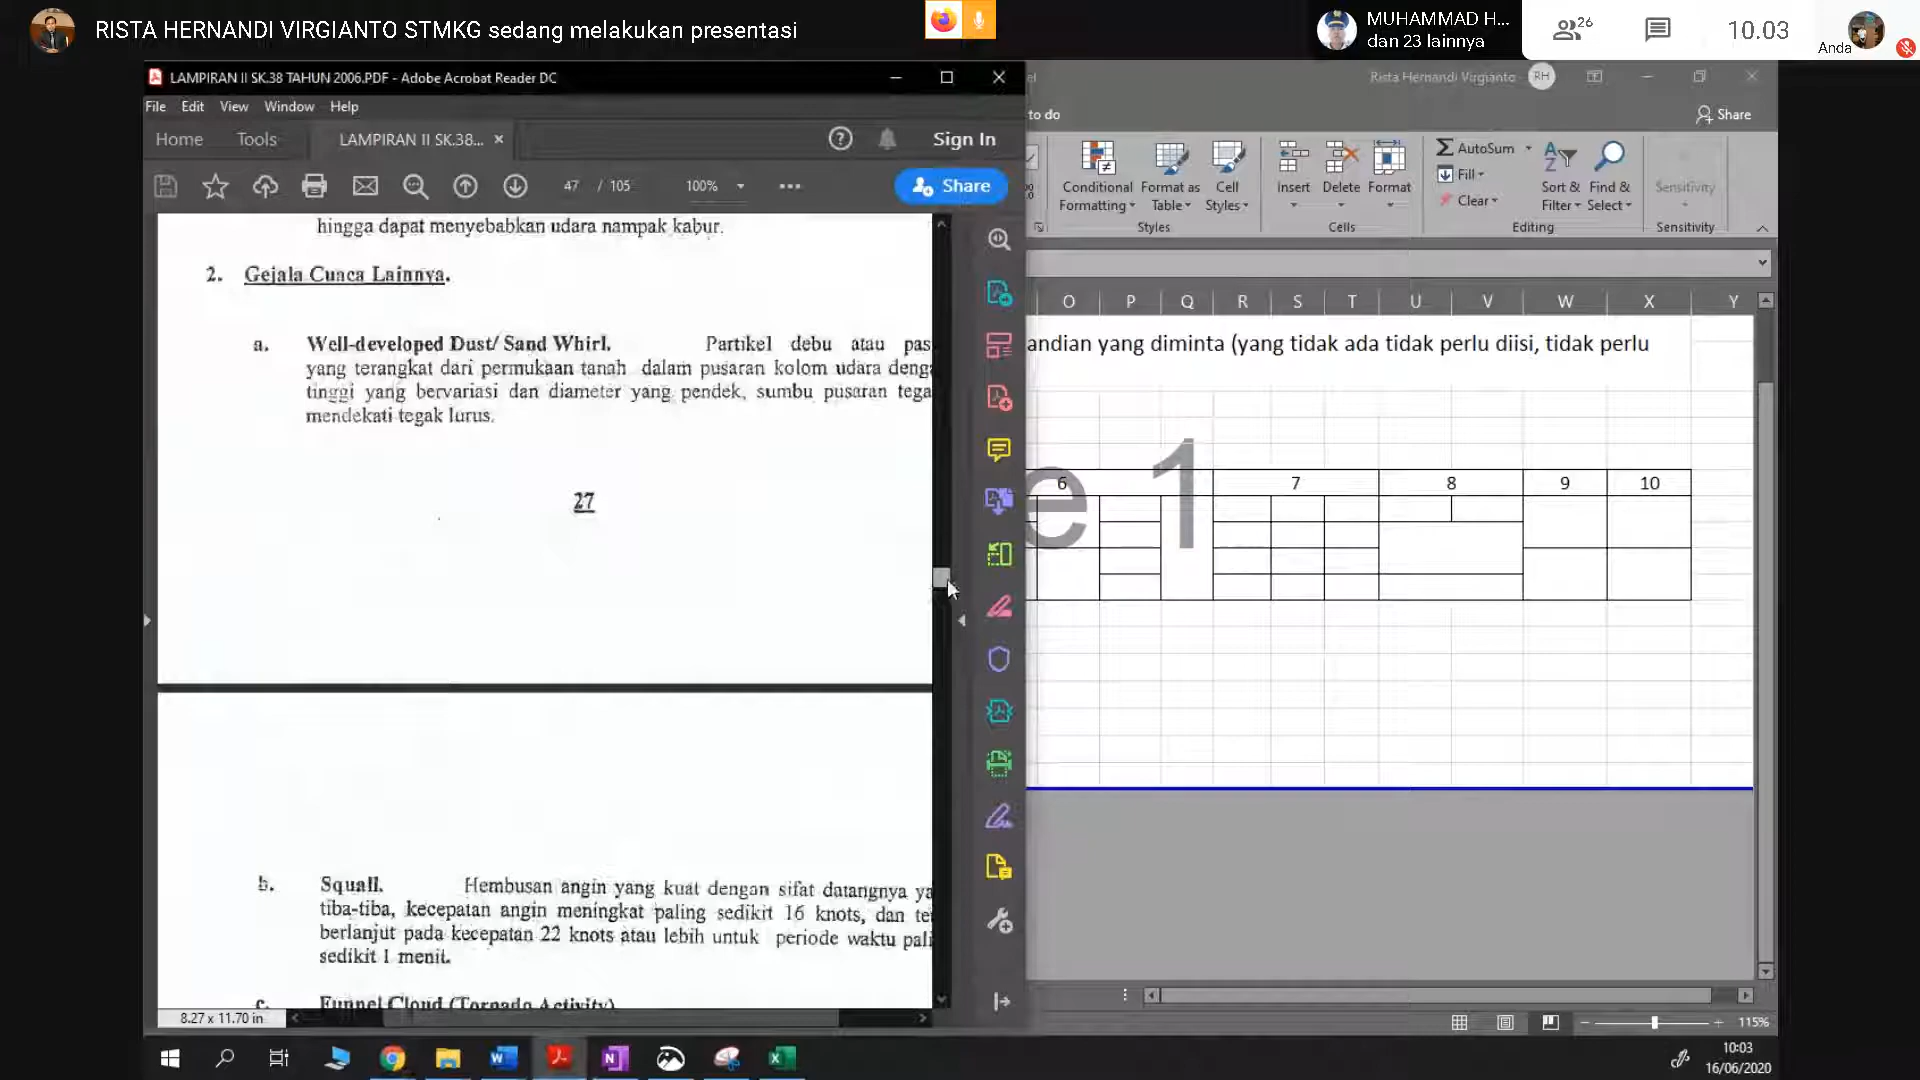 RISTA HERNANDI VIRGIANTO STMKG sedang melakukan presentasi
MUHAMMAD H...
dan 23 lainnya
26
10.03
Anda
LAMPIRAN II SK.38 TAHUN 2006.PDF - Adobe Acrobat Reader DC
File Edit View Window Help
Home Tools LAMPIRAN II SK.38... ×
Sign In
47 / 105 100%
Share
hingga dapat menyebabkan udara nampak kabur.
2. Gejala Cuaca Lainnya.
a. Well-developed Dust/ Sand Whirl. Partikel debu atau pas
yang terangkat dari permukaan tanah dalam pusaran kolom udara deng
tinggi yang bervariasi dan diameter yang pendek, sumbu pusaran tega
mendekati tegak lurus.
27
b. Squall. Hembusan angin yang kuat dengan sifat datangnya ya
tiba-tiba, kecepatan angin meningkat paling sedikit 16 knots, dan te
berlanjut pada kecepatan 22 knots atau lebih untuk periode waktu pali
sedikit 1 menit.
c. Funnel Cloud (Tornado Activity)
8.27 x 11.70 in
Rista Hernandi Virgianto RH
to do
Share
Conditional
Formatting
Format as
Table
Cell
Styles
Styles
Insert Delete Format
Cells
AutoSum
Fill
Clear
Sort &
Filter
Find &
Select
Editing
Sensitivity
Sensitivity
O P Q R S T U V W X Y
andian yang diminta (yang tidak ada tidak perlu diisi, tidak perlu
e 1
6 7 8 9 10
115%
10:03
16/06/2020